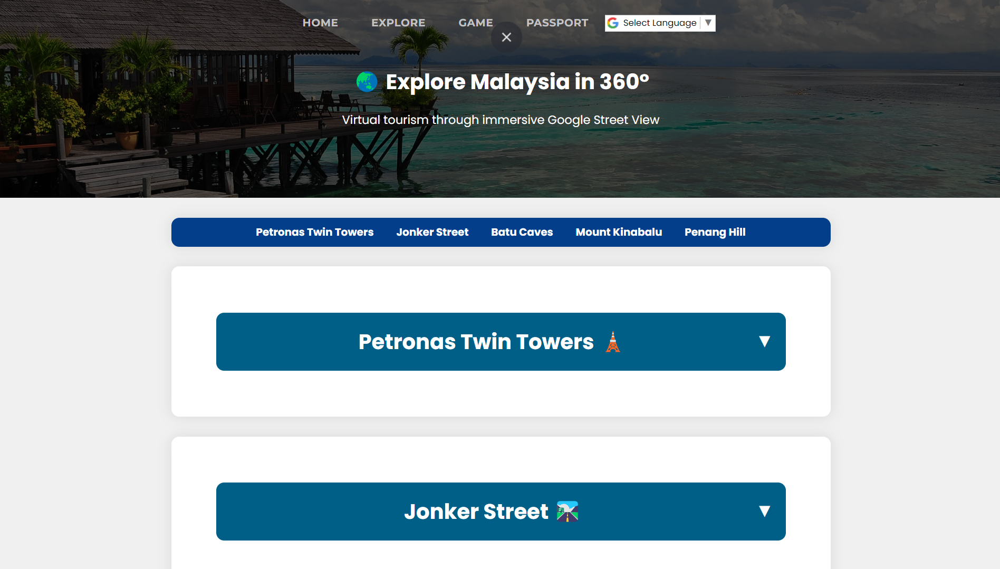 HOME EXPLORE GAME PASSPORT Select Language ▼
Explore Malaysia in 360°
Virtual tourism through immersive Google Street View
Petronas Twin Towers Jonker Street Batu Caves Mount Kinabalu Penang Hill
Petronas Twin Towers ▼
Jonker Street ▼